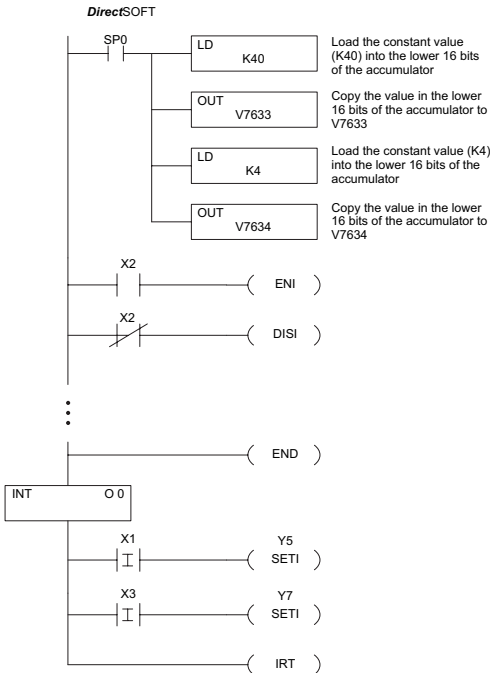 DirectSOFT
SP0
LD
K40
Load the constant value
(K40) into the lower 16 bits
of the accumulator
OUT
V7633
Copy the value in the lower
16 bits of the accumulator to
V7633
LD
K4
Load the constant value (K4)
into the lower 16 bits of the
accumulator
OUT
V7634
Copy the value in the lower
16 bits of the accumulator to
V7634
X2
ENI
X2
DISI
END
INT O 0
X1
Y5
SETI
X3
Y7
SETI
IRT